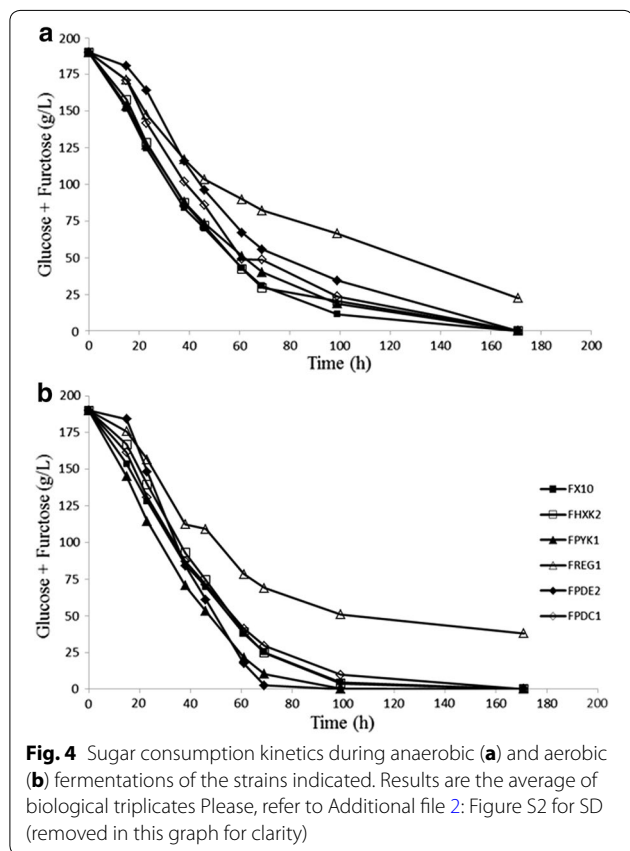 a
200
175
150
125
100
75
50
25
0
Glucose + Furctose (g/L)
0 20 40 60 80 100 120 140 160 180 200
Time (h)
b
200
175
150
125
100
75
50
25
0
Glucose + Furctose (g/L)
FX10
FHXK2
FPYK1
FREG1
FPDE2
FPDC1
0 20 40 60 80 100 120 140 160 180 200
Time (h)
Fig. 4 Sugar consumption kinetics during anaerobic (a) and aerobic
(b) fermentations of the strains indicated. Results are the average of
biological triplicates Please, refer to Additional file 2: Figure S2 for SD
(removed in this graph for clarity)